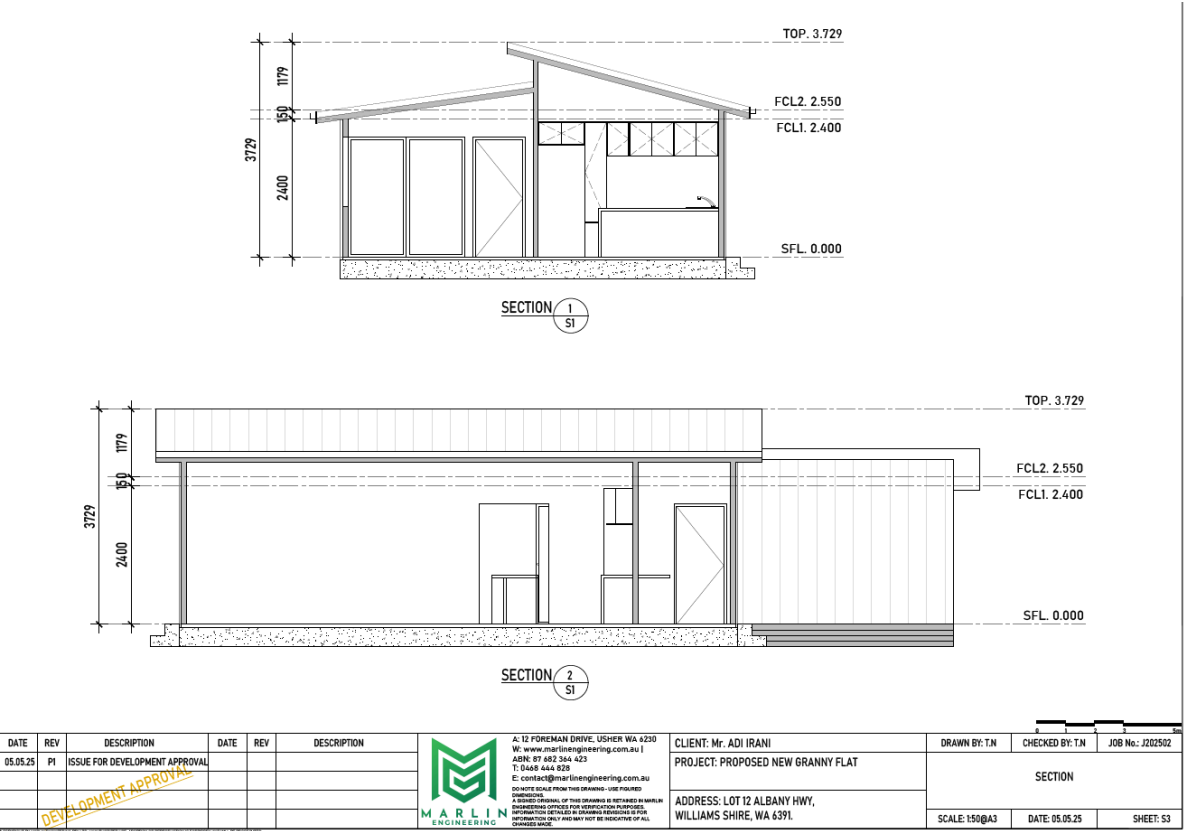 TOP. 3.729
1179
FCL2. 2.550
150
FCL1. 2.400
3729
2400
SFL. 0.000
SECTION 1
S1
TOP. 3.729
1179
FCL2. 2.550
150
FCL1. 2.400
3729
2400
SFL. 0.000
SECTION 2
S1
0 1 2 3 5m
DATE REV DESCRIPTION DATE REV DESCRIPTION
05.05.25 P1 ISSUE FOR DEVELOPMENT APPROVAL
DEVELOPMENT APPROVAL
MARLIN
ENGINEERING
A: 12 FOREMAN DRIVE, USHER WA 6230
W: www.marlinengineering.com.au |
ABN: 87 682 364 423
T: 0468 444 828
E: contact@marlinengineering.com.au
DO NOTE SCALE FROM THIS DRAWING - USE FIGURED
DIMENSIONS.
A SIGNED ORIGINAL OF THIS DRAWING IS RETAINED IN MARLIN
ENGINEERING OFFICES FOR VERIFICATION PURPOSES.
INFORMATION DETAILED IN DRAWING REVISIONS IS FOR
INFORMATION ONLY AND MAY NOT BE INDICATIVE OF ALL
CHANGES MADE.
CLIENT: Mr. ADI IRANI
PROJECT: PROPOSED NEW GRANNY FLAT
ADDRESS: LOT 12 ALBANY HWY,
WILLIAMS SHIRE, WA 6391.
DRAWN BY: T.N CHECKED BY: T.N JOB No.: J202502
SECTION
SCALE: 1:50@A3 DATE: 05.05.25 SHEET: S3